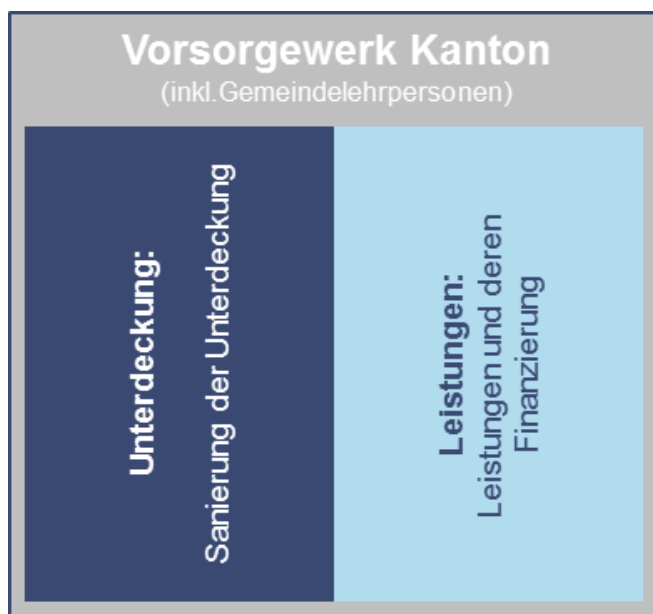 Vorsorgewerk Kanton
(inkl.Gemeindelehrpersonen)
Unterdeckung:
Sanierung der Unterdeckung
Leistungen:
Leistungen und deren
Finanzierung